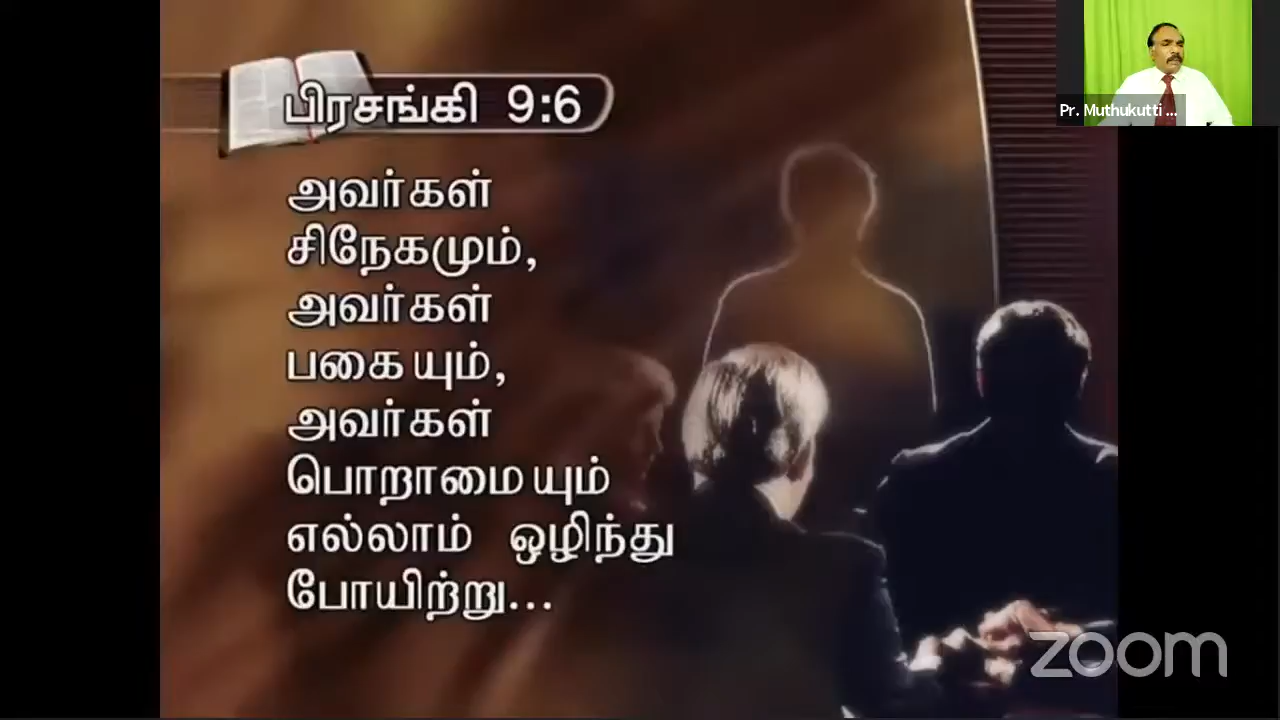 பிரசங்கி 9:6
அவர்கள்
சிநேகமும்,
அவர்கள்
பகையும்,
அவர்கள்
பொறாமையும்
எல்லாம் ஒழிந்து
போயிற்று...
Pr. Muthukutti ...
zoom